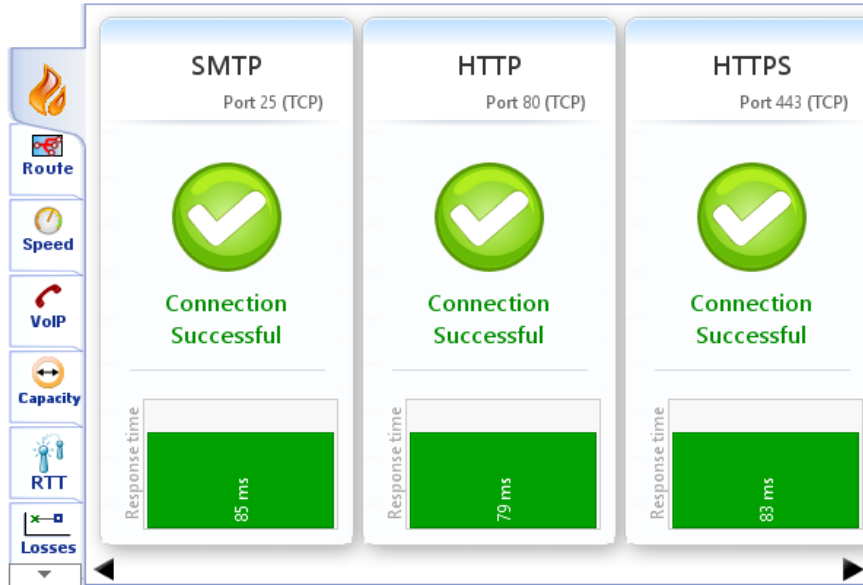 SMTP
Port 25 (TCP)
Connection
Successful
Response time
85 ms
HTTP
Port 80 (TCP)
Connection
Successful
Response time
79 ms
HTTPS
Port 443 (TCP)
Connection
Successful
Response time
83 ms
Route
Speed
VoIP
Capacity
RTT
Losses